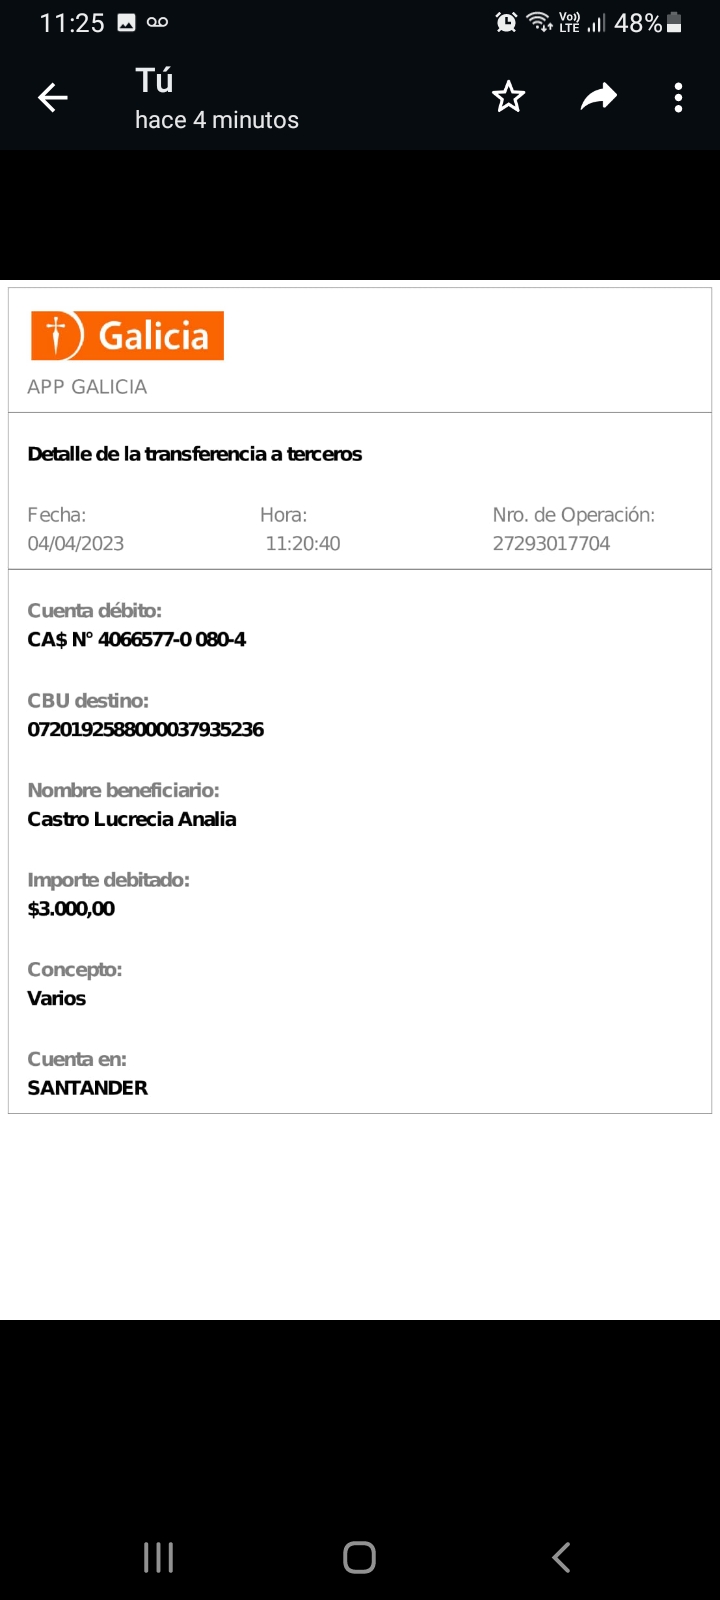 11:25 Vo)) LTE 48%
Tú
hace 4 minutos
Galicia
APP GALICIA
Detalle de la transferencia a terceros
Fecha: Hora: Nro. de Operación:
04/04/2023 11:20:40 27293017704
Cuenta débito:
CA$ N° 4066577-0 080-4
CBU destino:
0720192588000037935236
Nombre beneficiario:
Castro Lucrecia Analia
Importe debitado:
$3.000,00
Concepto:
Varios
Cuenta en:
SANTANDER